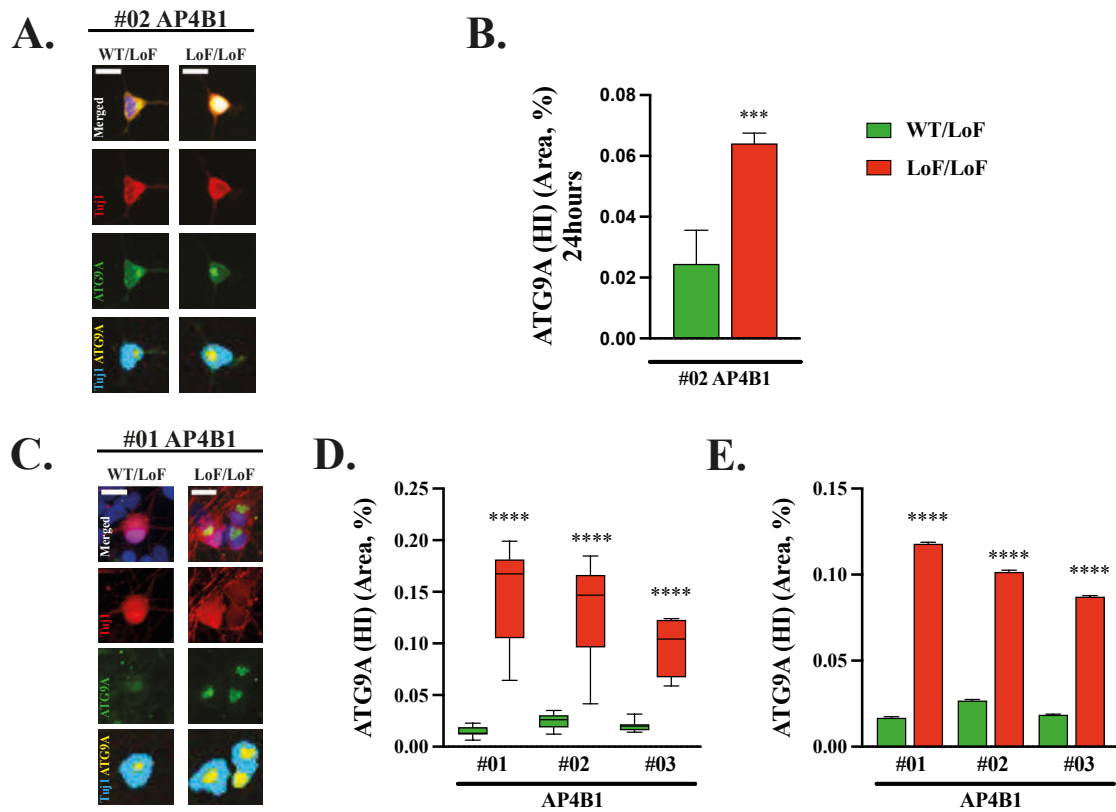 A.
#02 AP4B1
WT/LoF LoF/LoF
Merged
Tuj1
ATG9A
Tuj1 ATG9A
B.
ATG9A (HI) (Area, %)
24hours
0.08
0.06
0.04
0.02
0.00
***
#02 AP4B1
WT/LoF
LoF/LoF
C.
#01 AP4B1
WT/LoF LoF/LoF
Merged
Tuj1
ATG9A
Tuj1 ATG9A
D.
ATG9A (HI) (Area, %)
0.25
0.20
0.15
0.10
0.05
0.00
****
****
****
#01 #02 #03
AP4B1
E.
ATG9A (HI) (Area, %)
0.15
0.10
0.05
0.00
****
****
****
#01 #02 #03
AP4B1